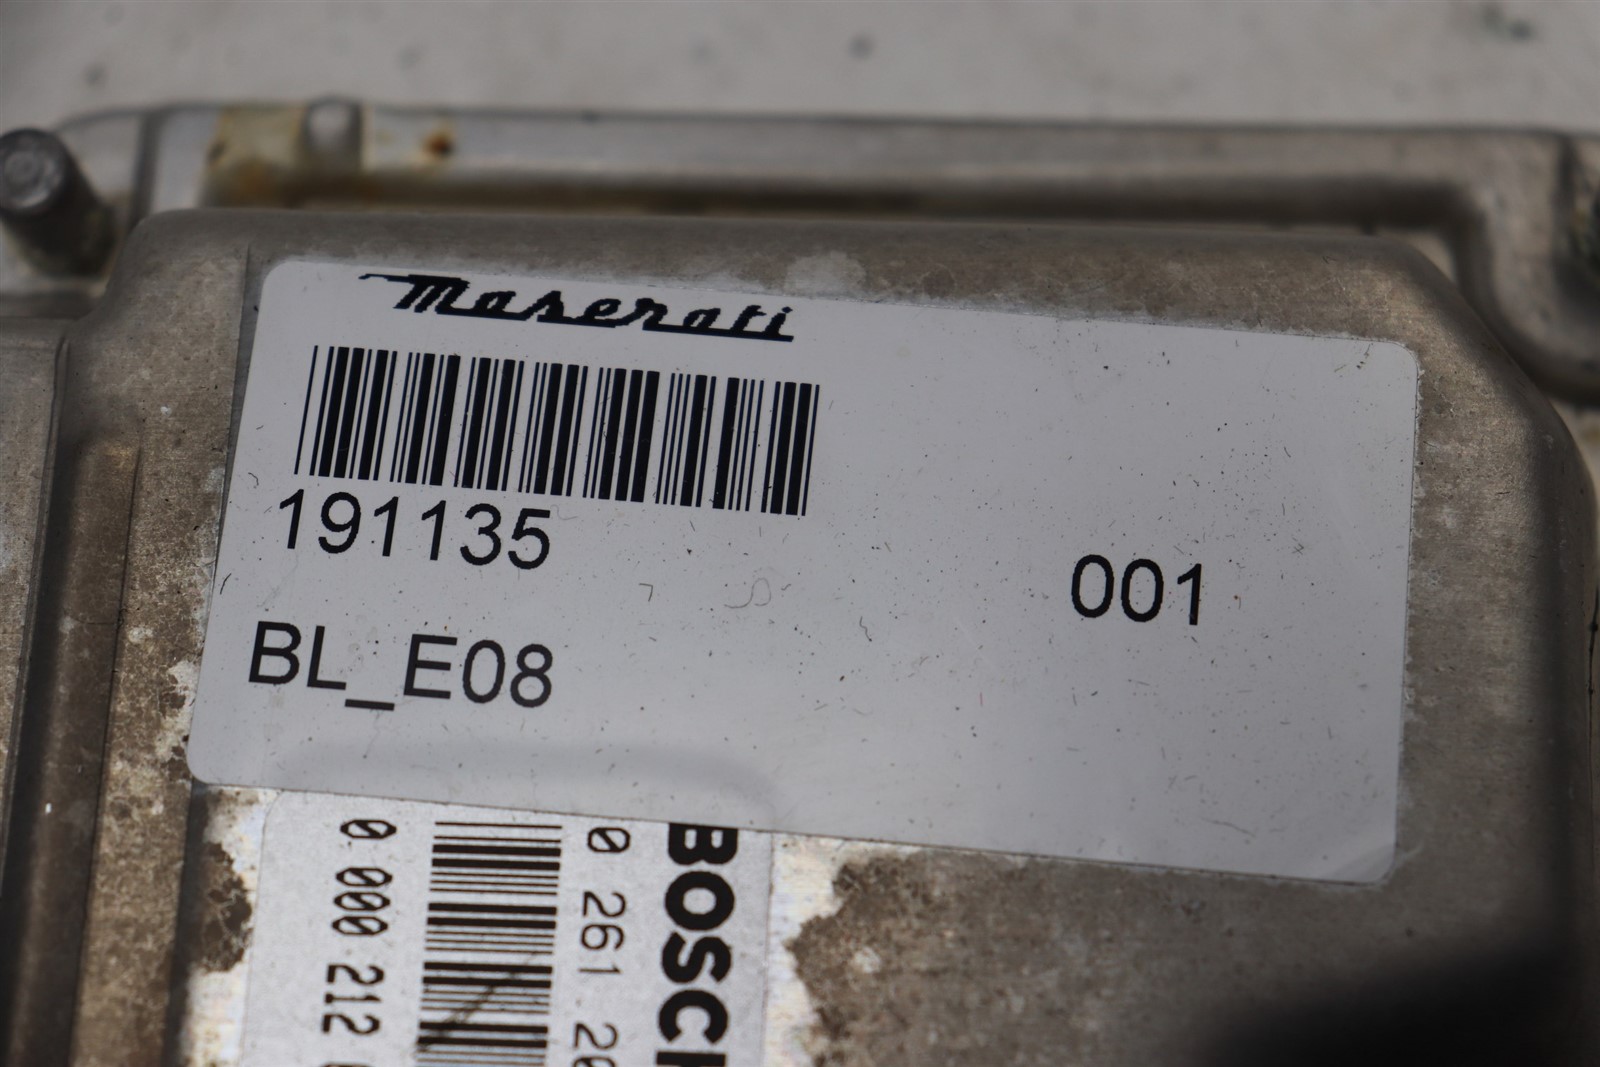 Maserati
191135
001
BL_E08
BOSCH
0 261 20
0 000 212